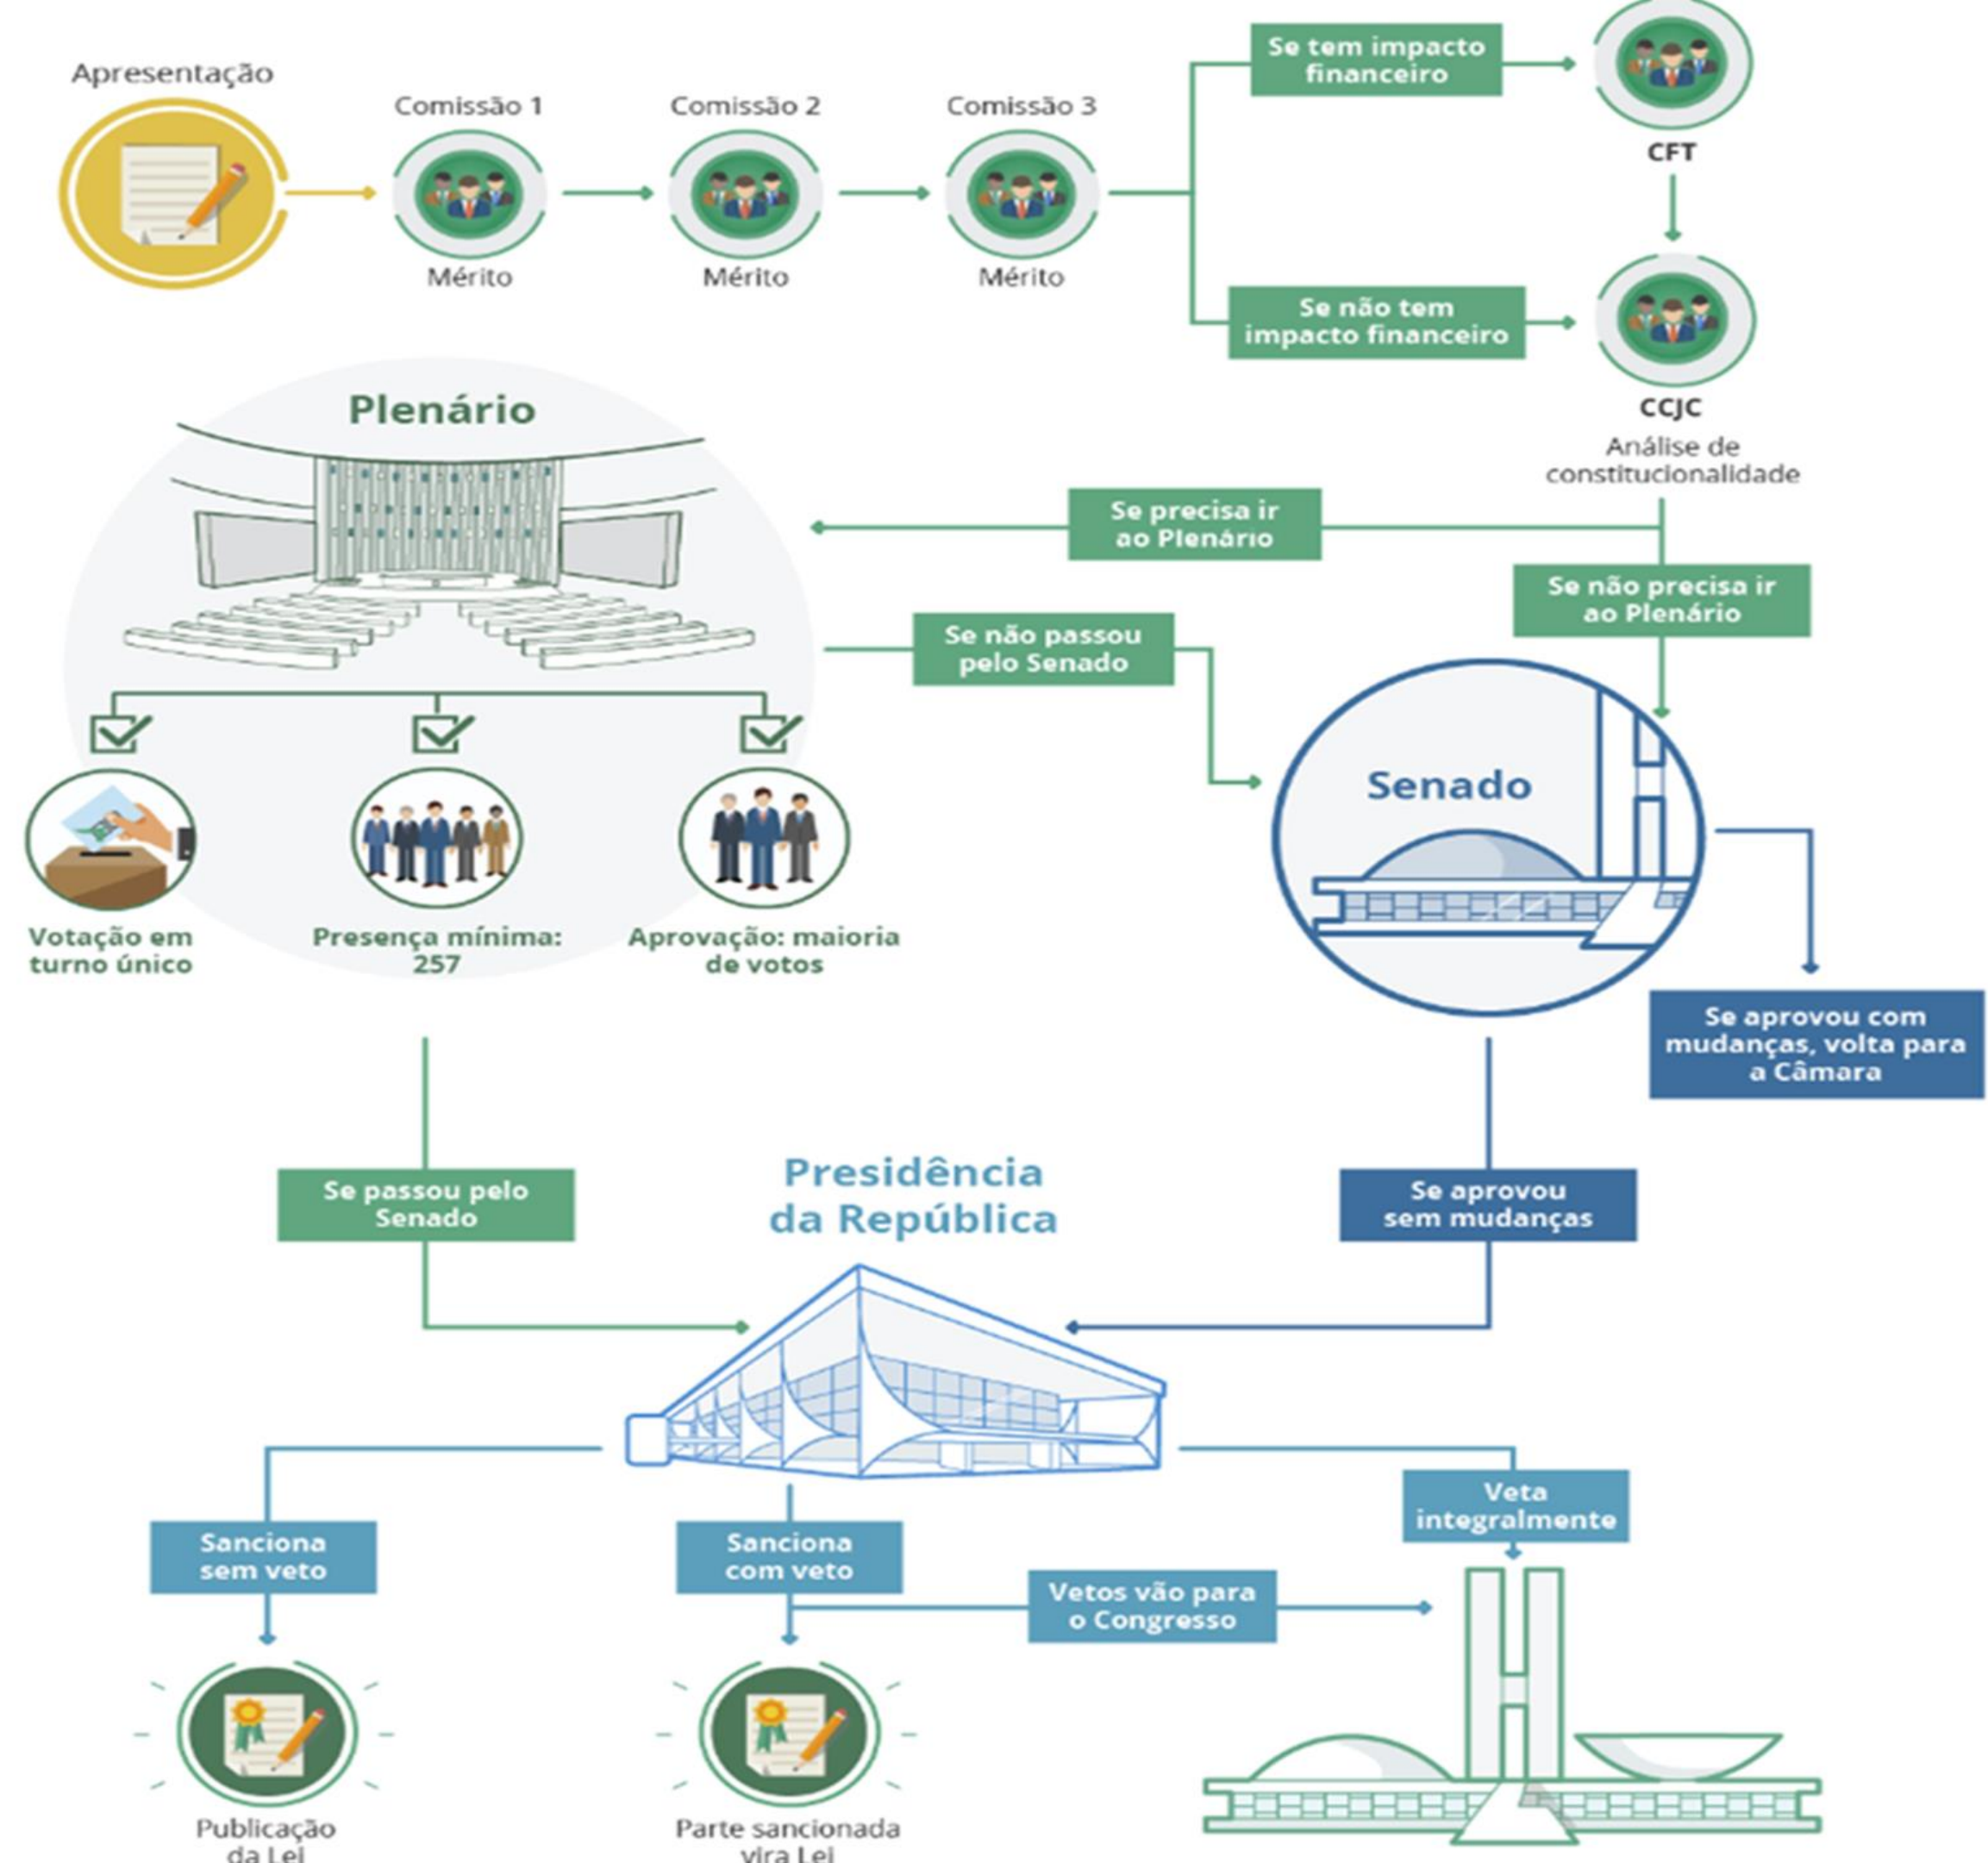 Apresentação
Comissão 1
Mérito
Comissão 2
Mérito
Comissão 3
Mérito
Se tem impacto
financeiro
CFT
Se não tem
impacto financeiro
CCJC
Análise de
constitucionalidade
Se precisa ir
ao Plenário
Se não precisa ir
ao Plenário
Plenário
Votação em
turno único
Presença mínima:
257
Aprovação: maioria
de votos
Se não passou
pelo Senado
Senado
Se aprovou com
mudanças, volta para
a Câmara
Se passou pelo
Senado
Se aprovou
sem mudanças
Presidência
da República
Sanciona
sem veto
Publicação
da Lei
Sanciona
com veto
Parte sancionada
vira Lei
Vetos vão para
o Congresso
Veta
integralmente